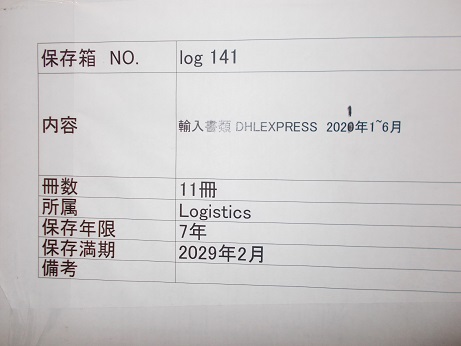 保存箱 NO. log 141
内容 輸入書類 DHLEXPRESS 2021年1~6月
冊数 11冊
所属 Logistics
保存年限 7年
保存満期 2029年2月
備考